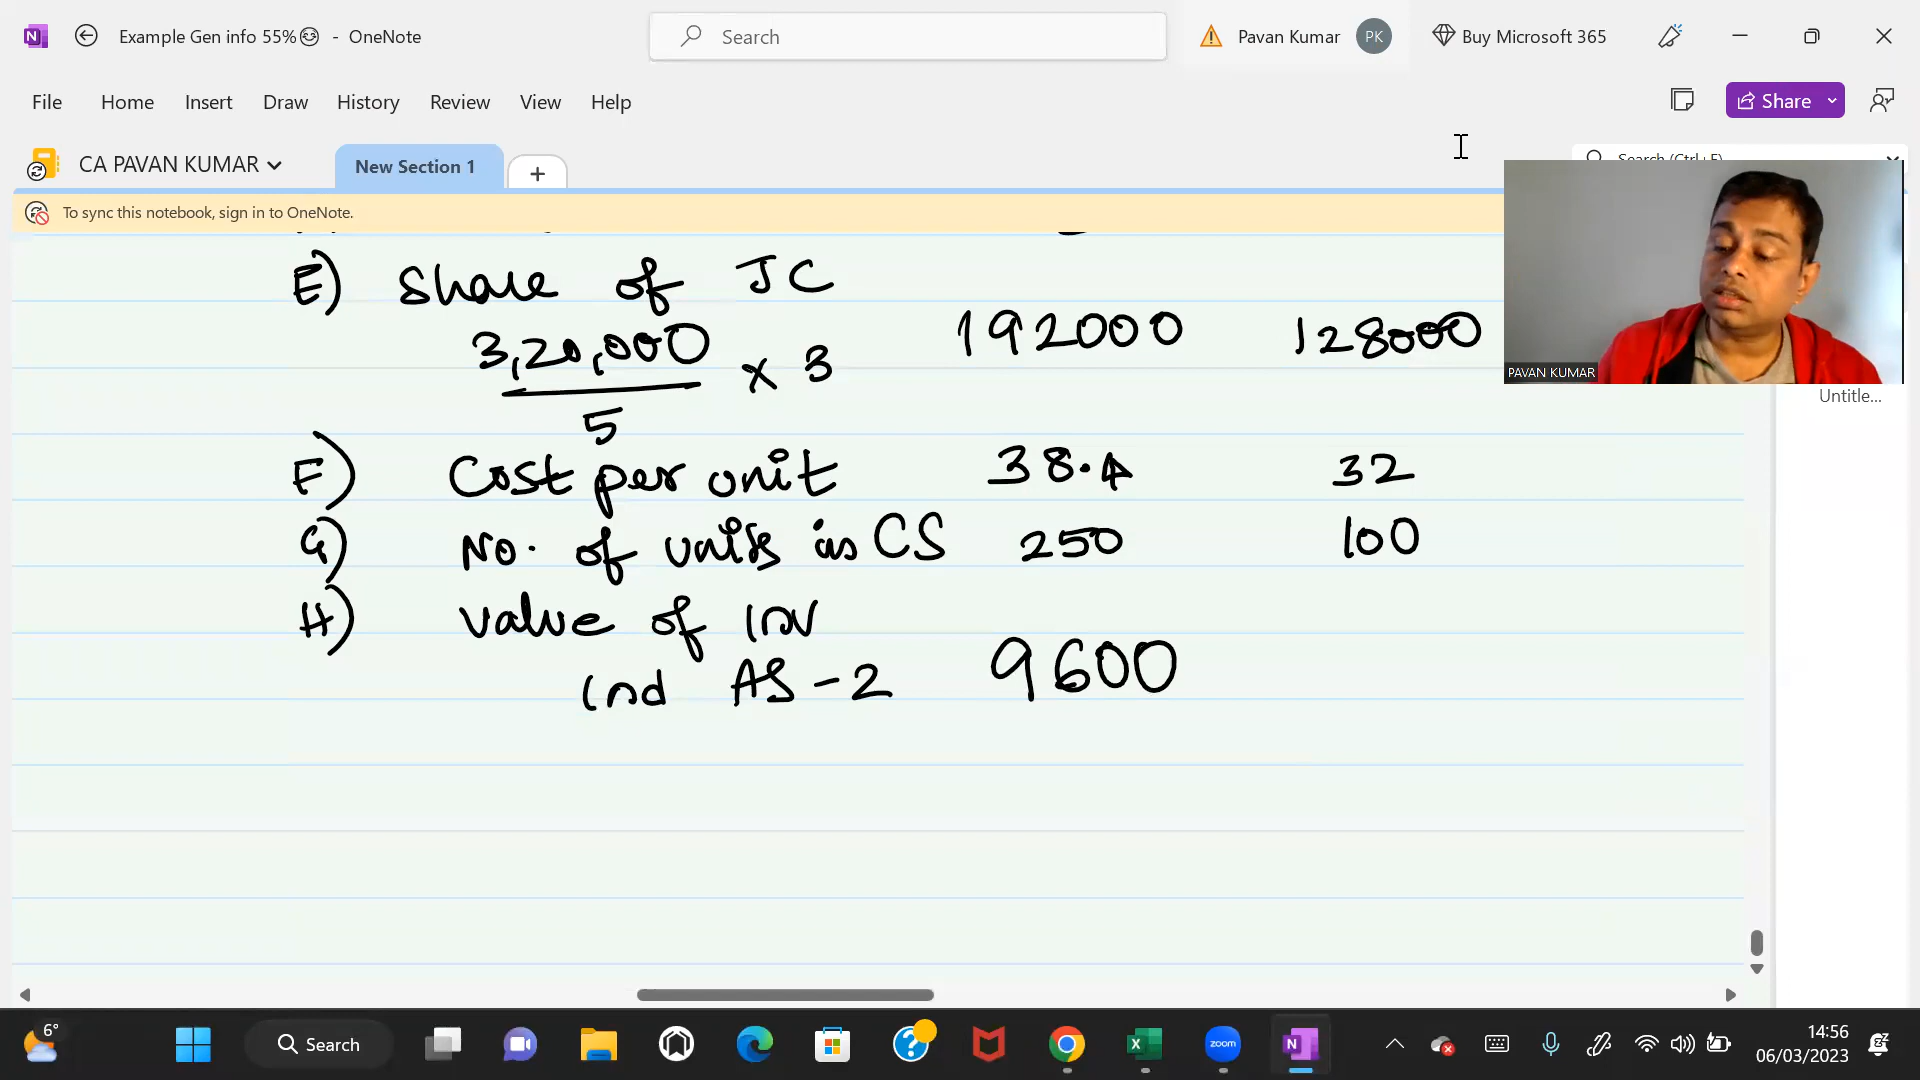 Example Gen info 55% - OneNote
Search
Pavan Kumar PK
Buy Microsoft 365
File Home Insert Draw History Review View Help
Share
CA PAVAN KUMAR
New Section 1
+
Search (Ctrl+E)
To sync this notebook, sign in to OneNote.
PAVAN KUMAR
Untitle...
E) Share of JC
3,20,000 × 3 192000 128000
5
F) Cost per unit 38.4 32
G) No. of units in CS 250 100
H) Value of Inv
Ind AS-2 9600
6°
Search
zoom
14:56
06/03/2023